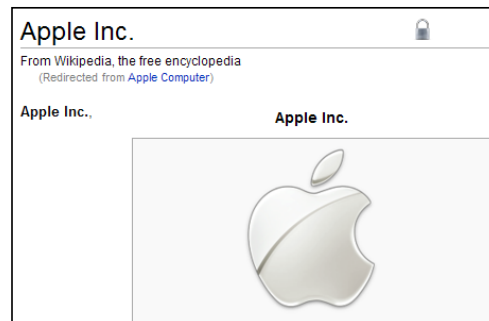 Apple Inc.
From Wikipedia, the free encyclopedia
(Redirected from Apple Computer)
Apple Inc.,
Apple Inc.